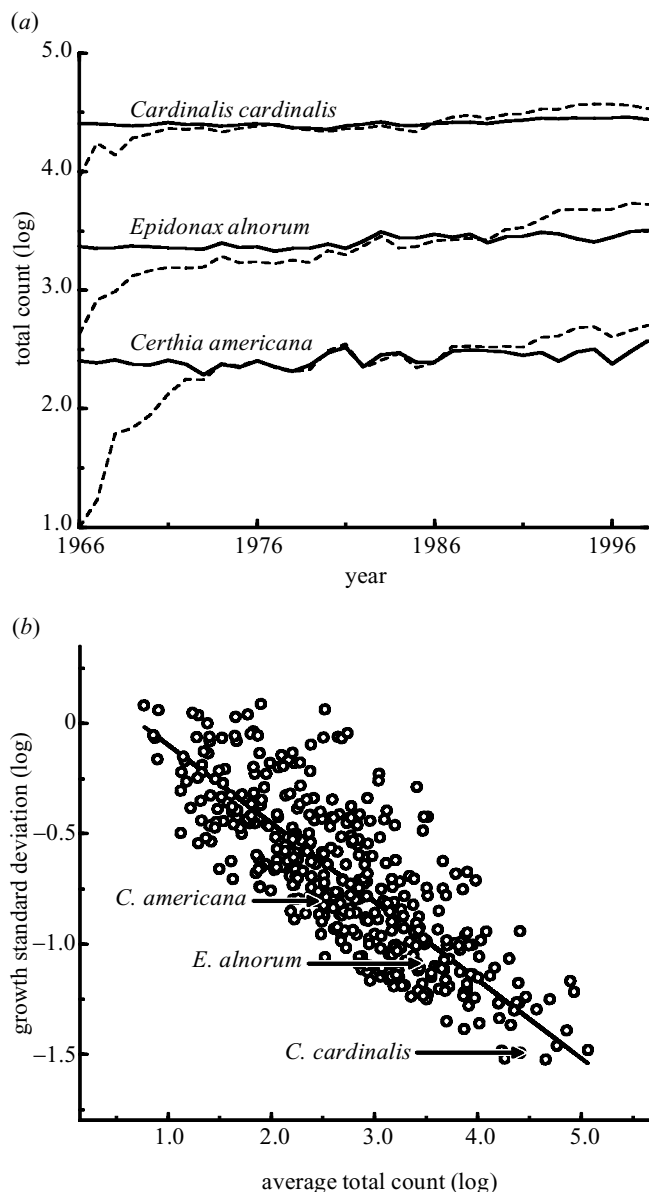 (a)
5.0
Cardinalis cardinalis
4.0
Epidonax alnorum
3.0
Certhia americana
2.0
1.0
total count (log)
1966 1976 1986 1996
year
(b)
0
–0.5
C. americana
–1.0
E. alnorum
C. cardinalis
–1.5
growth standard deviation (log)
1.0 2.0 3.0 4.0 5.0
average total count (log)